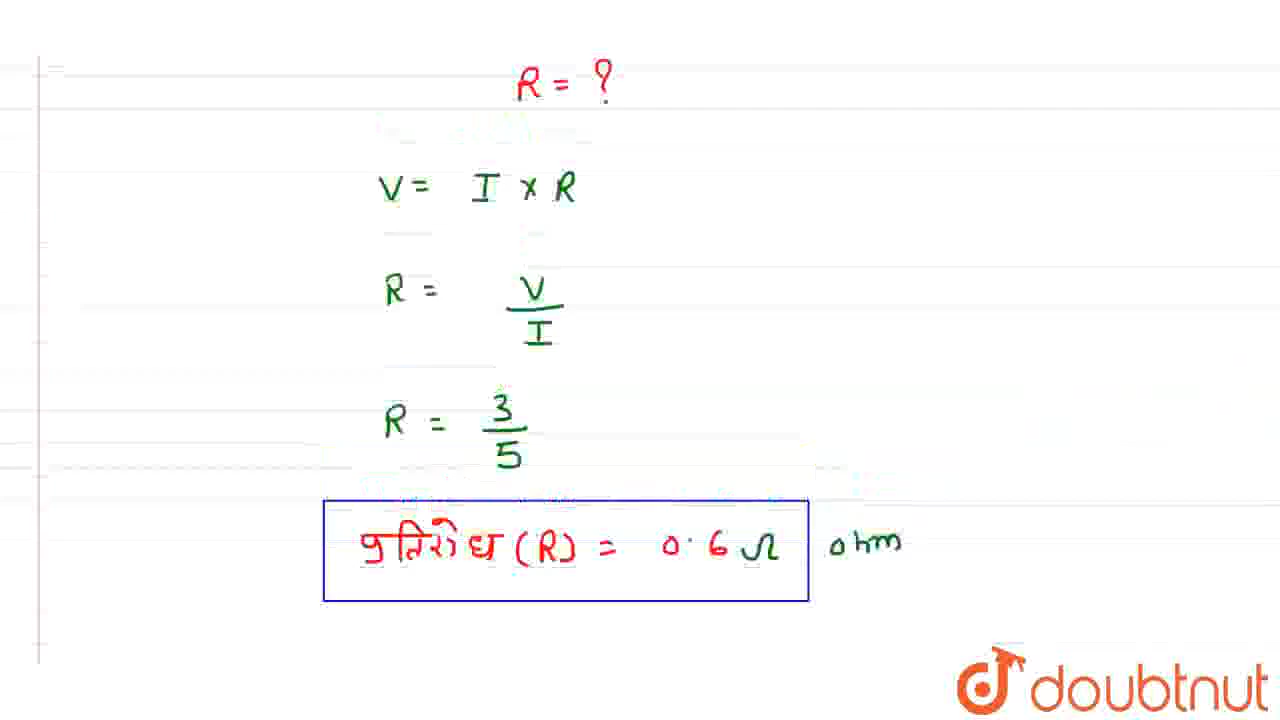 R = ?
V = I × R
R = V/I
R = 3/5
प्रतिरोध (R) = 0.6 Ω ohm
doubtnut